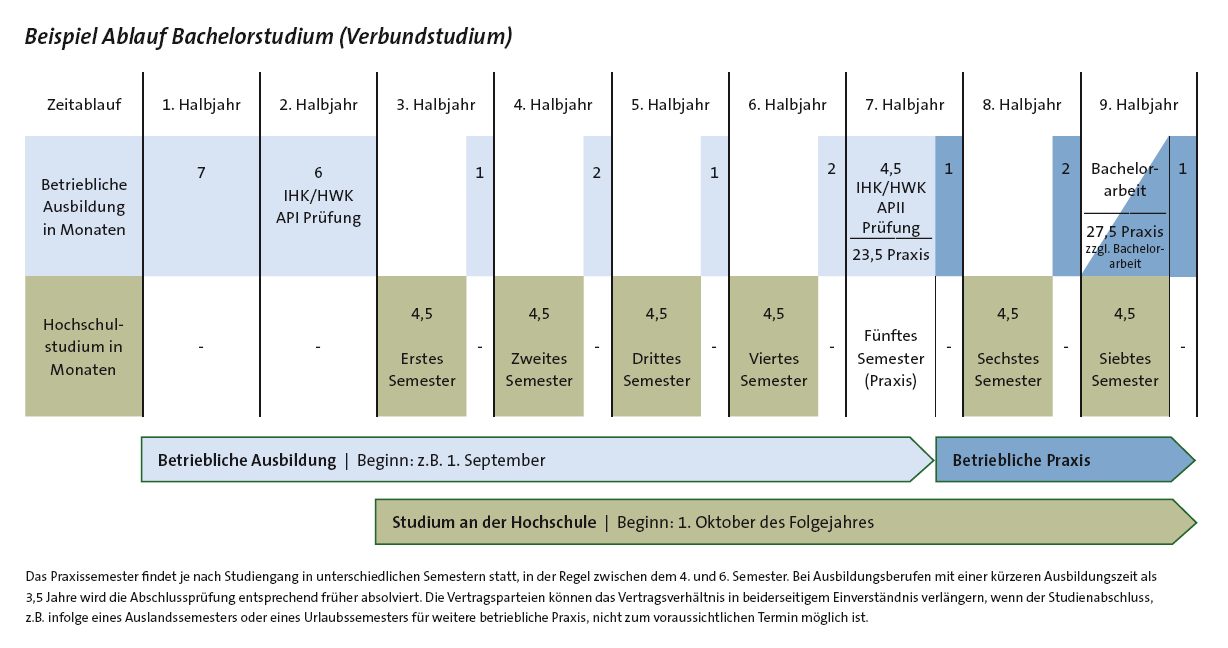 Beispiel Ablauf Bachelorstudium (Verbundstudium)
Zeitablauf 1. Halbjahr 2. Halbjahr 3. Halbjahr 4. Halbjahr 5. Halbjahr 6. Halbjahr 7. Halbjahr 8. Halbjahr 9. Halbjahr
Betriebliche
Ausbildung
in Monaten
7
6
IHK/HWK
API Prüfung
1
2
1
2
4,5
IHK/HWK
APII
Prüfung
23,5 Praxis
1
2
Bachelor-
arbeit
27,5 Praxis
zzgl. Bachelor-
arbeit
1
Hochschul-
studium in
Monaten
-
-
4,5
Erstes
Semester
-
4,5
Zweites
Semester
-
4,5
Drittes
Semester
-
4,5
Viertes
Semester
-
Fünftes
Semester
(Praxis)
-
4,5
Sechstes
Semester
-
4,5
Siebtes
Semester
-
Betriebliche Ausbildung | Beginn: z.B. 1. September
Betriebliche Praxis
Studium an der Hochschule | Beginn: 1. Oktober des Folgejahres
Das Praxissemester findet je nach Studiengang in unterschiedlichen Semestern statt, in der Regel zwischen dem 4. und 6. Semester. Bei Ausbildungsberufen mit einer kürzeren Ausbildungszeit als
3,5 Jahre wird die Abschlussprüfung entsprechend früher absolviert. Die Vertragsparteien können das Vertragsverhältnis in beiderseitigem Einverständnis verlängern, wenn der Studienabschluss,
z.B. infolge eines Auslandssemesters oder eines Urlaubssemesters für weitere betriebliche Praxis, nicht zum voraussichtlichen Termin möglich ist.